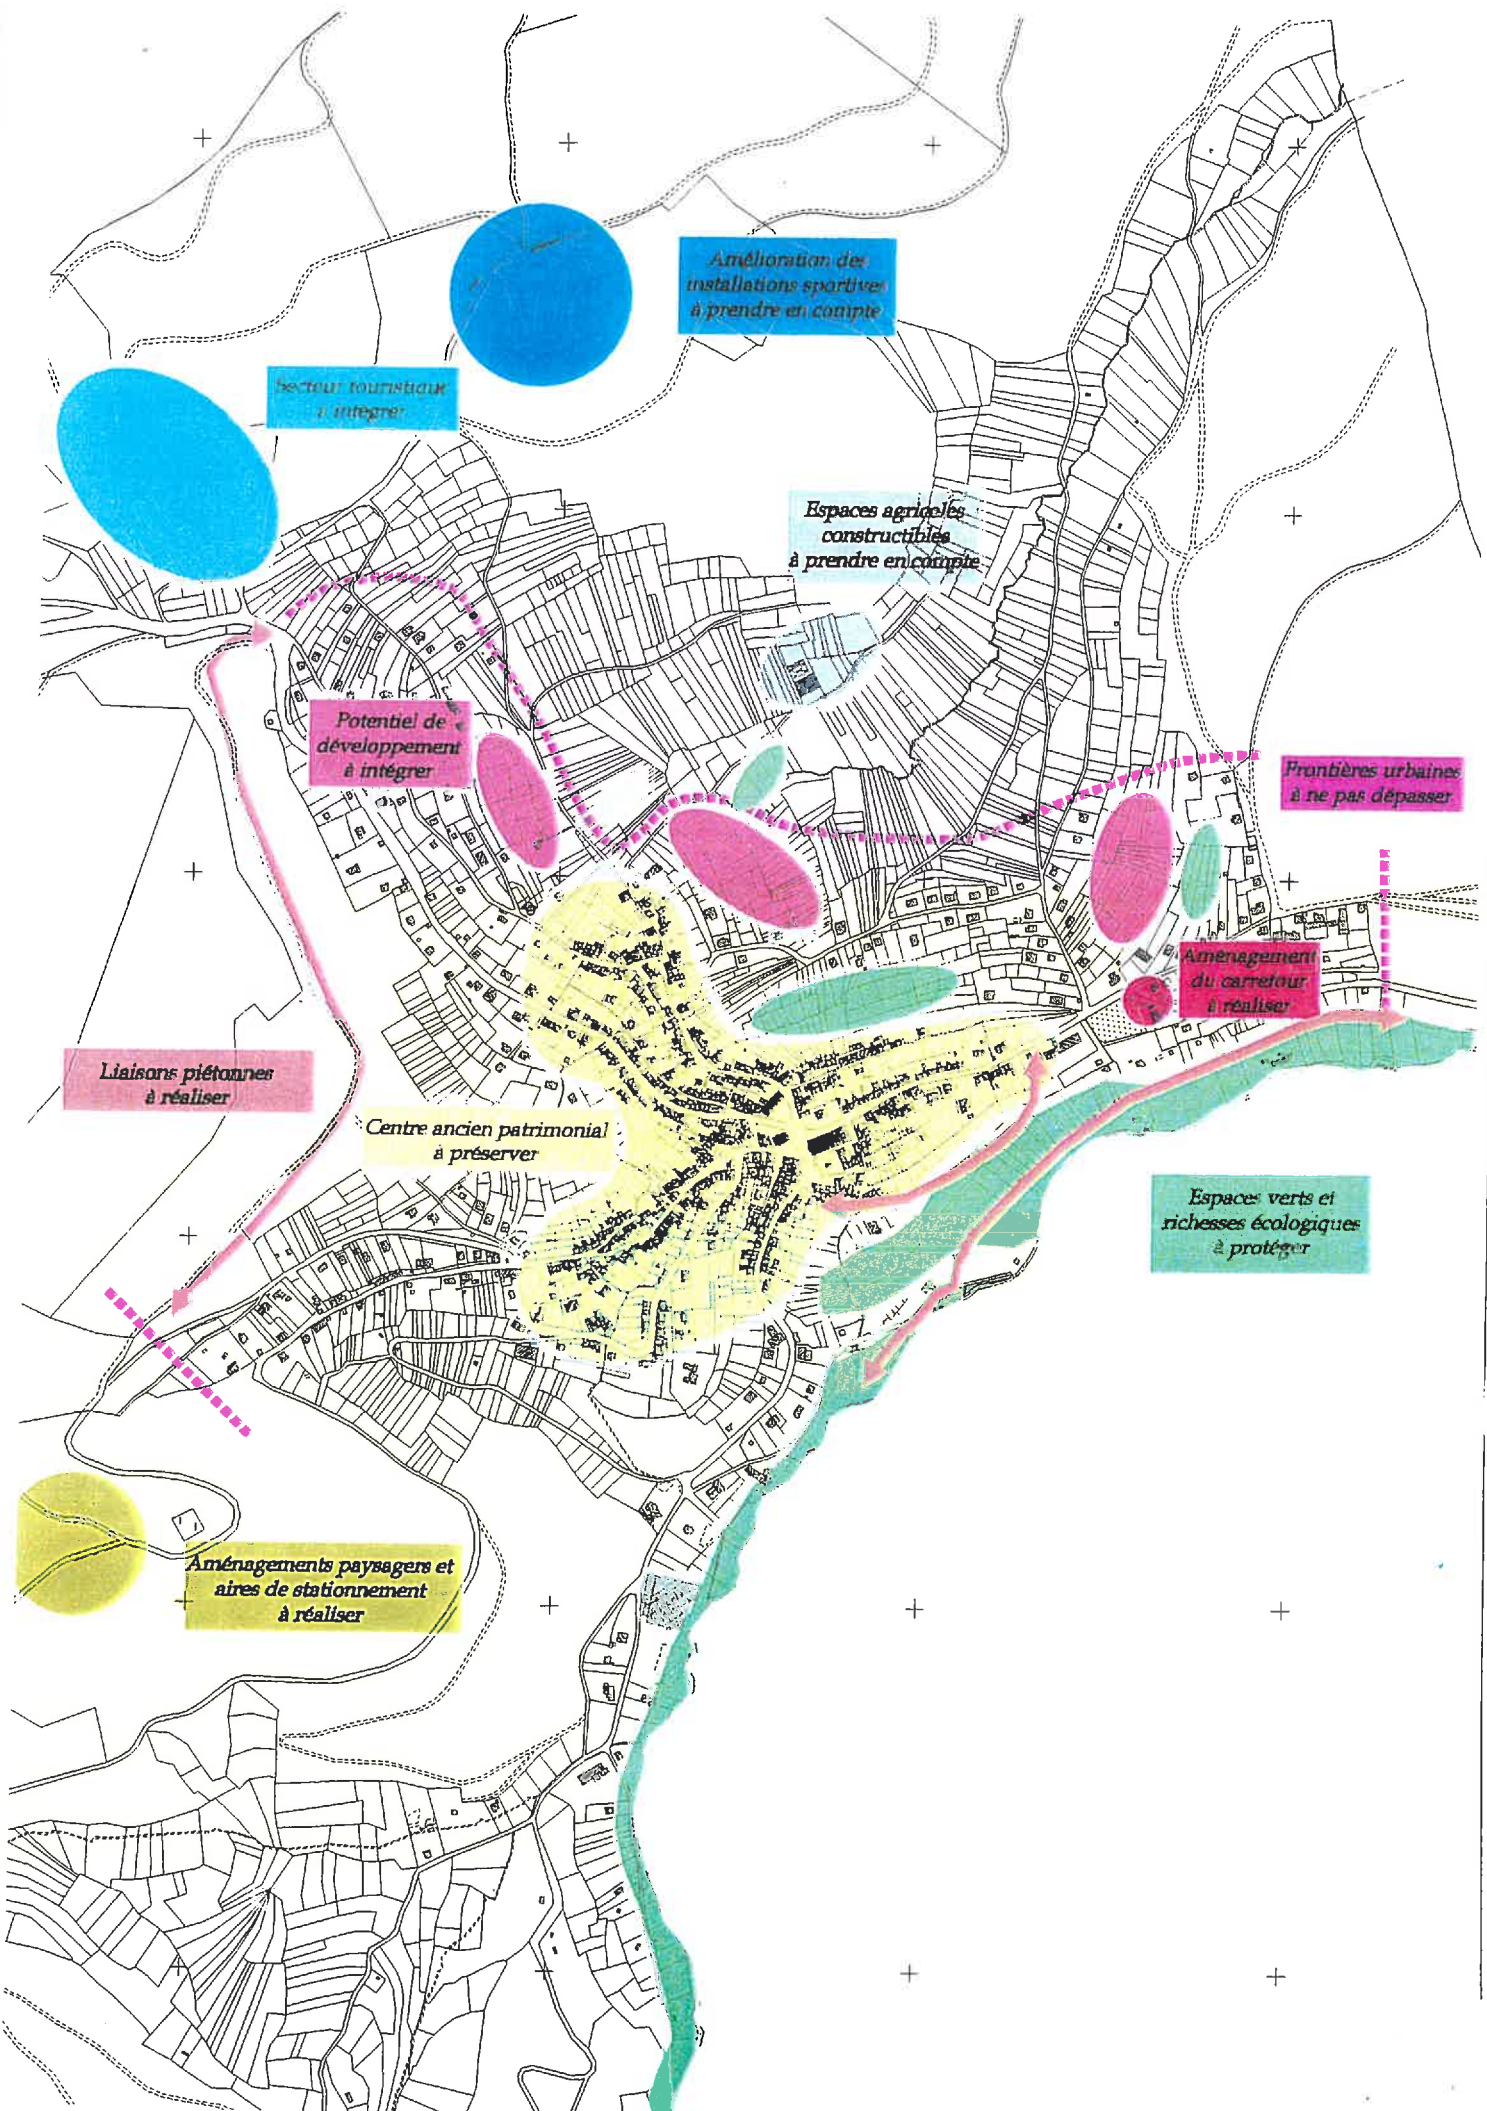 Amélioration des
installations sportives
à prendre en compte
Secteur touristique
à intégrer
Espaces agricoles
constructibles
à prendre en compte
Potentiel de
développement
à intégrer
Frontières urbaines
à ne pas dépasser
Aménagement
du carrefour
à réaliser
Liaisons piétonnes
à réaliser
Centre ancien patrimonial
à préserver
Espaces verts et
richesses écologiques
à protéger
Aménagements paysagers et
aires de stationnement
à réaliser